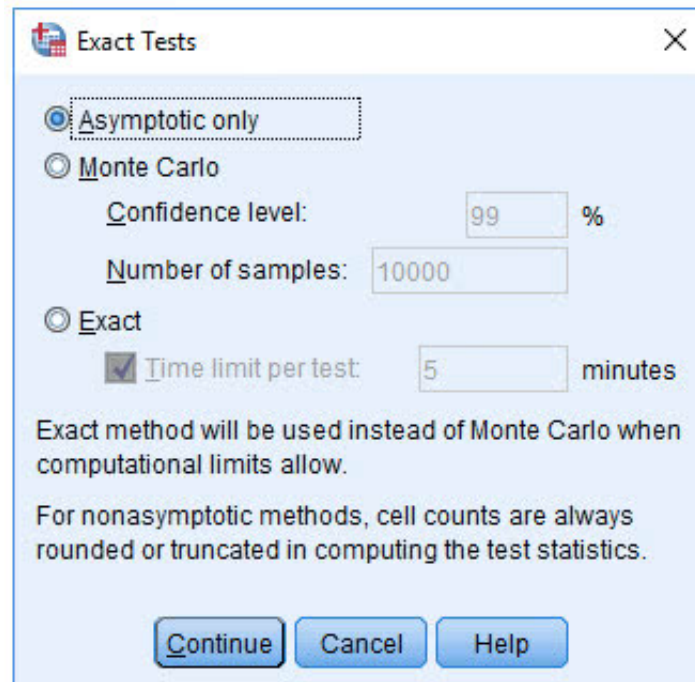 Exact Tests
Asymptotic only
Monte Carlo
Confidence level: 99 %
Number of samples: 10000
Exact
Time limit per test: 5 minutes
Exact method will be used instead of Monte Carlo when
computational limits allow.
For nonasymptotic methods, cell counts are always
rounded or truncated in computing the test statistics.
Continue Cancel Help